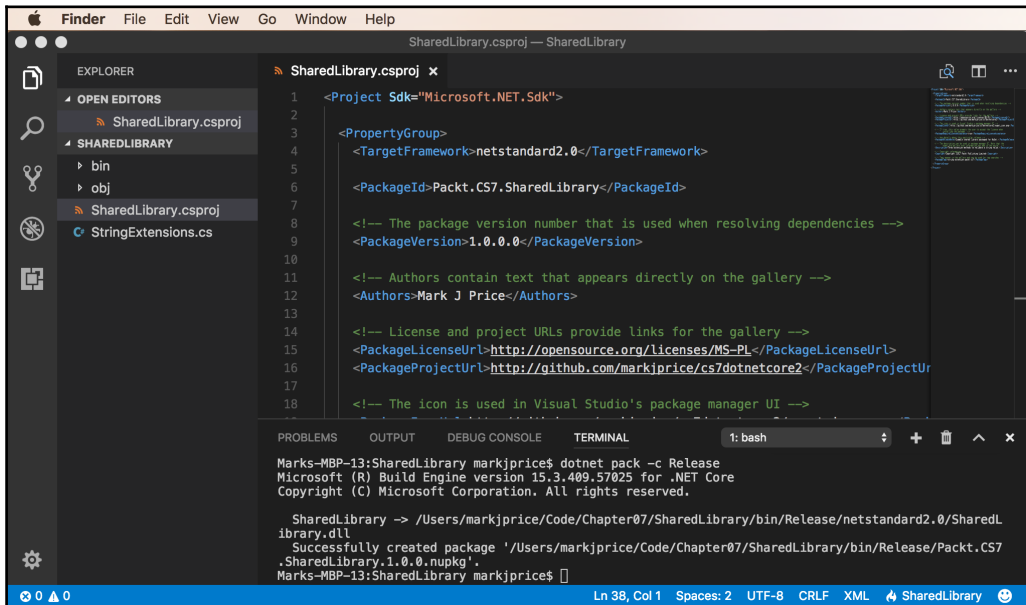 Finder File Edit View Go Window Help
SharedLibrary.csproj — SharedLibrary
EXPLORER
OPEN EDITORS
SharedLibrary.csproj
SHAREDLIBRARY
bin
obj
SharedLibrary.csproj
C# StringExtensions.cs
SharedLibrary.csproj ×
1 <Project Sdk="Microsoft.NET.Sdk">
2
3 <PropertyGroup>
4 <TargetFramework>netstandard2.0</TargetFramework>
5
6 <PackageId>Packt.CS7.SharedLibrary</PackageId>
7
8 <!-- The package version number that is used when resolving dependencies -->
9 <PackageVersion>1.0.0.0</PackageVersion>
10
11 <!-- Authors contain text that appears directly on the gallery -->
12 <Authors>Mark J Price</Authors>
13
14 <!-- License and project URLs provide links for the gallery -->
15 <PackageLicenseUrl>http://opensource.org/licenses/MS-PL</PackageLicenseUrl>
16 <PackageProjectUrl>http://github.com/markjprice/cs7dotnetcore2</PackageProjectUr
17
18 <!-- The icon is used in Visual Studio's package manager UI -->
PROBLEMS OUTPUT DEBUG CONSOLE TERMINAL 1: bash
Marks-MBP-13:SharedLibrary markjprice$ dotnet pack -c Release
Microsoft (R) Build Engine version 15.3.409.57025 for .NET Core
Copyright (C) Microsoft Corporation. All rights reserved.
SharedLibrary -> /Users/markjprice/Code/Chapter07/SharedLibrary/bin/Release/netstandard2.0/SharedL
ibrary.dll
Successfully created package '/Users/markjprice/Code/Chapter07/SharedLibrary/bin/Release/Packt.CS7
.SharedLibrary.1.0.0.nupkg'.
Marks-MBP-13:SharedLibrary markjprice$
0 0 Ln 38, Col 1 Spaces: 2 UTF-8 CRLF XML SharedLibrary